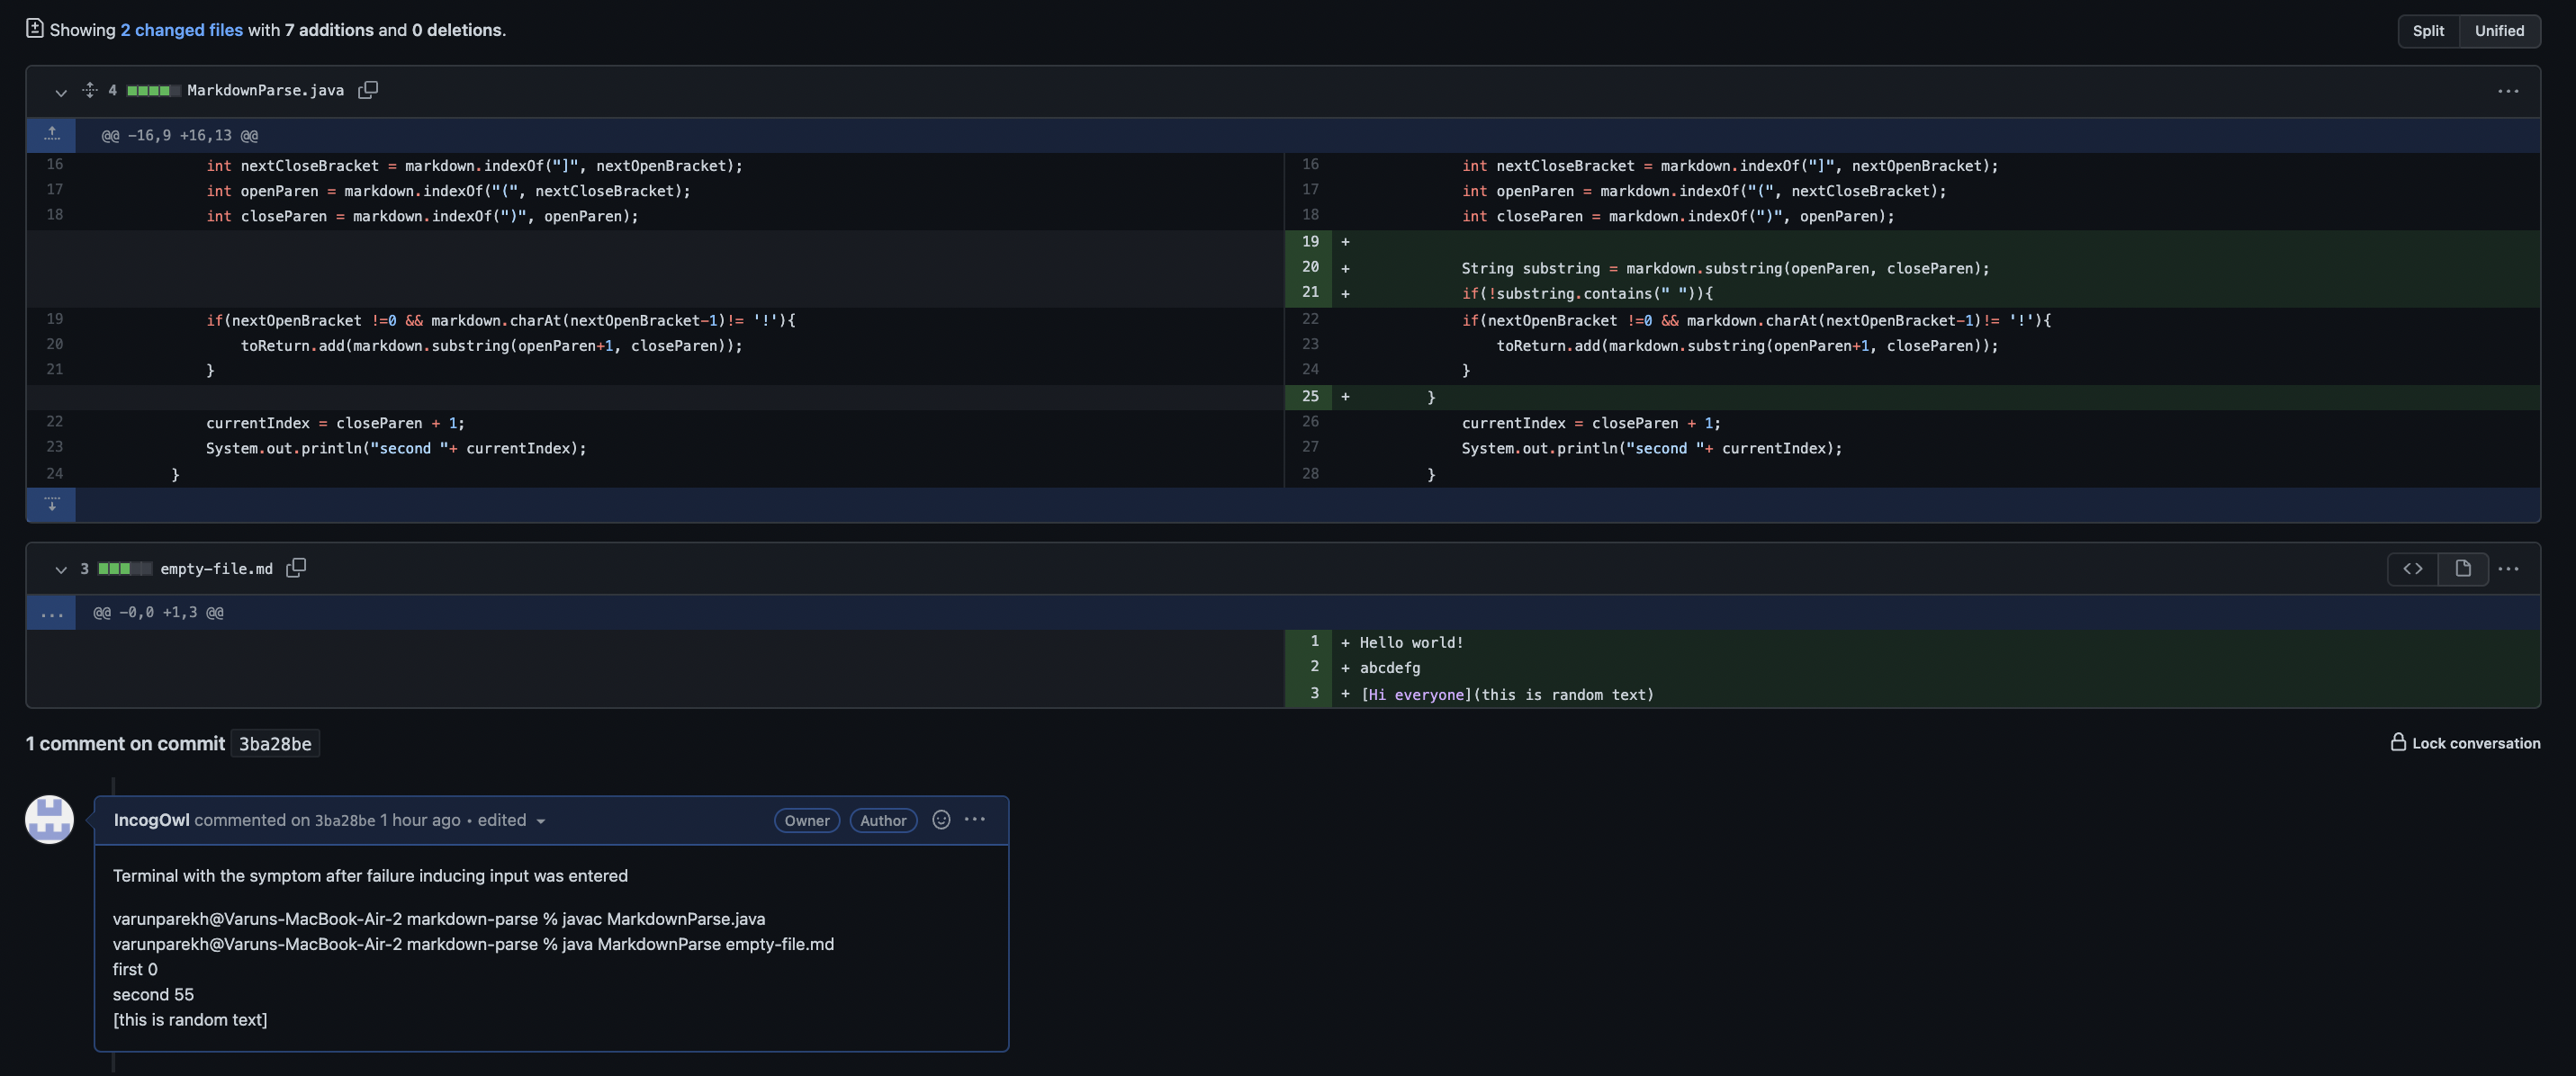 Showing 2 changed files with 7 additions and 0 deletions.
Split Unified
4 MarkdownParse.java
@@ -16,9 +16,13 @@
16 int nextCloseBracket = markdown.indexOf("]", nextOpenBracket);
17 int openParen = markdown.indexOf("(", nextCloseBracket);
18 int closeParen = markdown.indexOf(")", openParen);
19 if(nextOpenBracket !=0 && markdown.charAt(nextOpenBracket-1)!= '!'){
20 toReturn.add(markdown.substring(openParen+1, closeParen));
21 }
22 currentIndex = closeParen + 1;
23 System.out.println("second "+ currentIndex);
24 }
16 int nextCloseBracket = markdown.indexOf("]", nextOpenBracket);
17 int openParen = markdown.indexOf("(", nextCloseBracket);
18 int closeParen = markdown.indexOf(")", openParen);
19 +
20 + String substring = markdown.substring(openParen, closeParen);
21 + if(!substring.contains(" ")){
22 if(nextOpenBracket !=0 && markdown.charAt(nextOpenBracket-1)!= '!'){
23 toReturn.add(markdown.substring(openParen+1, closeParen));
24 }
25 + }
26 currentIndex = closeParen + 1;
27 System.out.println("second "+ currentIndex);
28 }
3 empty-file.md
@@ -0,0 +1,3 @@
1 + Hello world!
2 + abcdefg
3 + [Hi everyone](this is random text)
1 comment on commit 3ba28be
Lock conversation
IncogOwl commented on 3ba28be 1 hour ago • edited
Owner Author
Terminal with the symptom after failure inducing input was entered
varunparekh@Varuns-MacBook-Air-2 markdown-parse % javac MarkdownParse.java
varunparekh@Varuns-MacBook-Air-2 markdown-parse % java MarkdownParse empty-file.md
first 0
second 55
[this is random text]